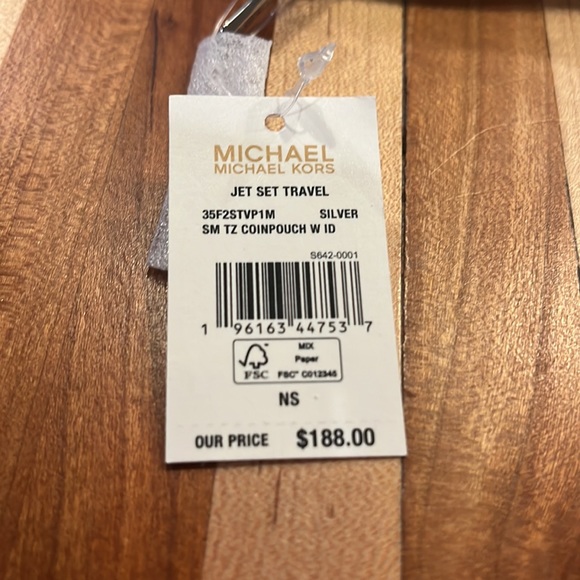 MICHAEL
MICHAEL KORS
JET SET TRAVEL
35F2STVP1M SILVER
SM TZ COINPOUCH W ID
S642-0001
1 96163 44753 7
FSC
MIX
Paper
FSC™ C012345
NS
OUR PRICE $188.00